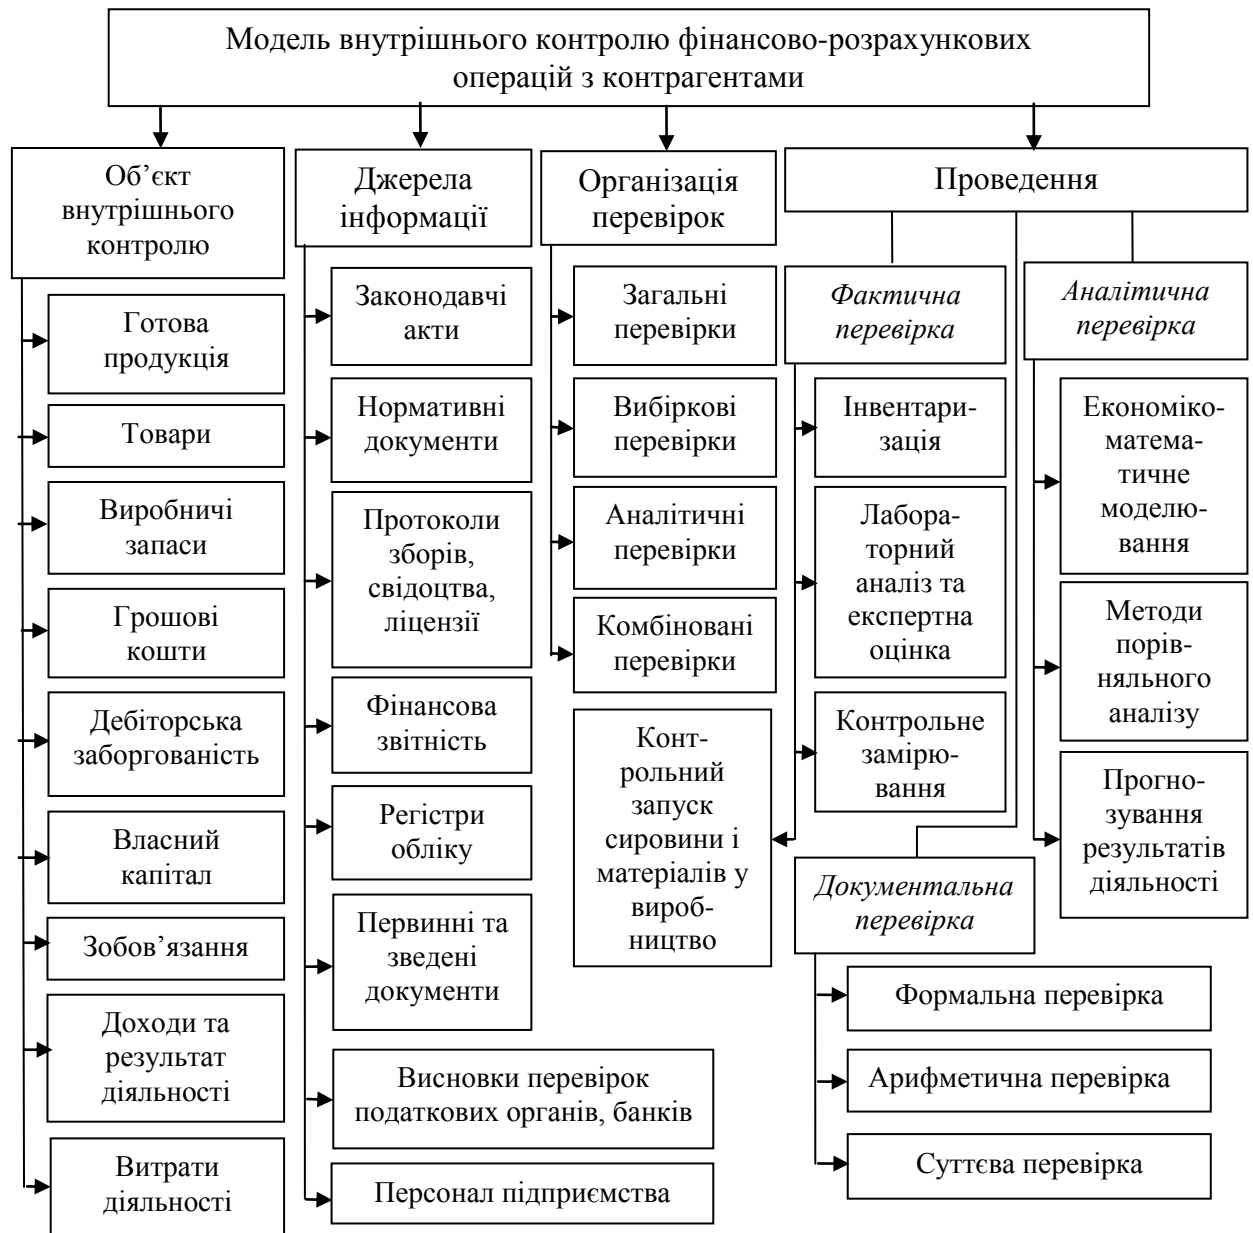 Модель внутрішнього контролю фінансово-розрахункових
операцій з контрагентами
Об’єкт
внутрішнього
контролю
Готова
продукція
Товари
Виробничі
запаси
Грошові
кошти
Дебіторська
заборгованість
Власний
капітал
Зобов’язання
Доходи та
результат
діяльності
Витрати
діяльності
Джерела
інформації
Законодавчі
акти
Нормативні
документи
Протоколи
зборів,
свідоцтва,
ліцензії
Фінансова
звітність
Регістри
обліку
Первинні та
зведені
документи
Висновки перевірок
податкових органів, банків
Персонал підприємства
Організація
перевірок
Загальні
перевірки
Вибіркові
перевірки
Аналітичні
перевірки
Комбіновані
перевірки
Проведення
Фактична
перевірка
Інвентари-
зація
Лабора-
торний
аналіз та
експертна
оцінка
Контрольне
замірю-
вання
Конт-
рольний
запуск
сировини і
матеріалів у
вироб-
ництво
Документальна
перевірка
Формальна перевірка
Арифметична перевірка
Суттєва перевірка
Аналітична
перевірка
Економіко-
матема-
тичне
моделю-
вання
Методи
порів-
няльного
аналізу
Прогно-
зування
результатів
діяльності